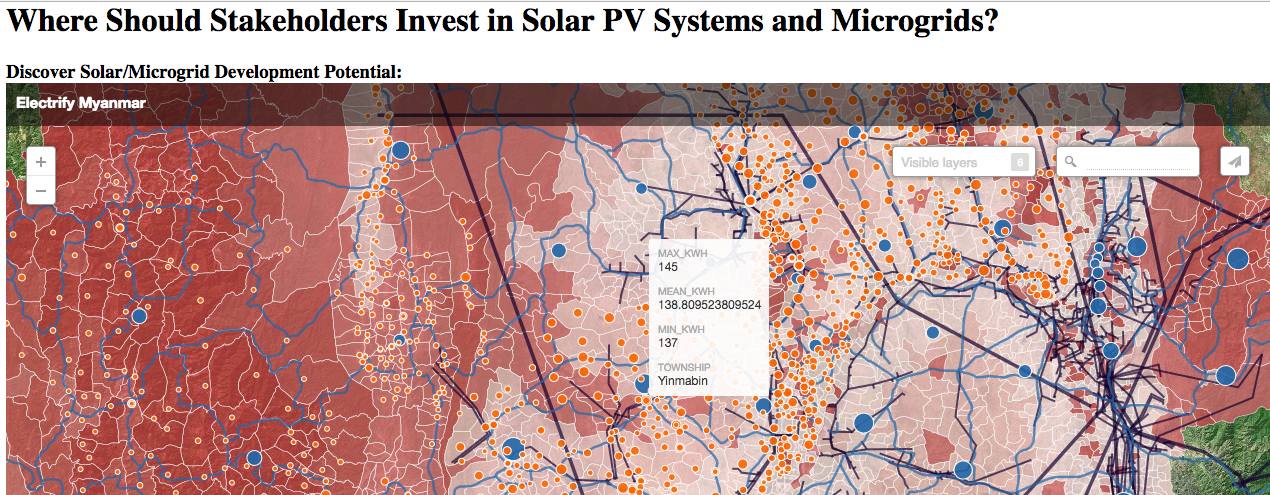 Where Should Stakeholders Invest in Solar PV Systems and Microgrids?
Discover Solar/Microgrid Development Potential:
Electrify Myanmar
+
−
Visible layers 6
MAX_KWH
145
MEAN_KWH
138.809523809524
MIN_KWH
137
TOWNSHIP
Yinmabin